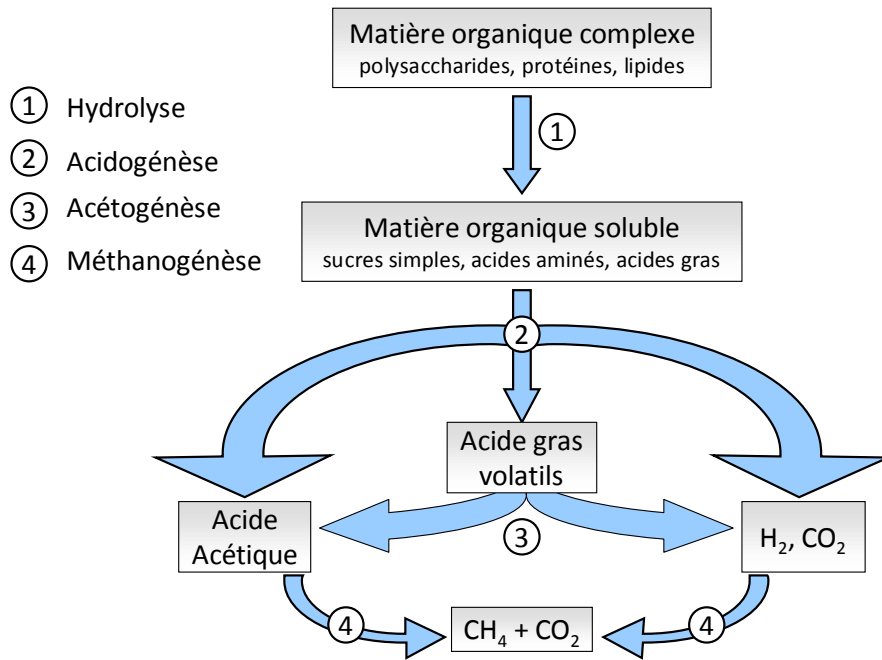 Matière organique complexe
polysaccharides, protéines, lipides
① Hydrolyse
② Acidogénèse
③ Acétogénèse
④ Méthanogénèse
①
Matière organique soluble
sucres simples, acides aminés, acides gras
②
Acide gras
volatils
Acide
Acétique
③
H₂, CO₂
④
CH₄ + CO₂
④